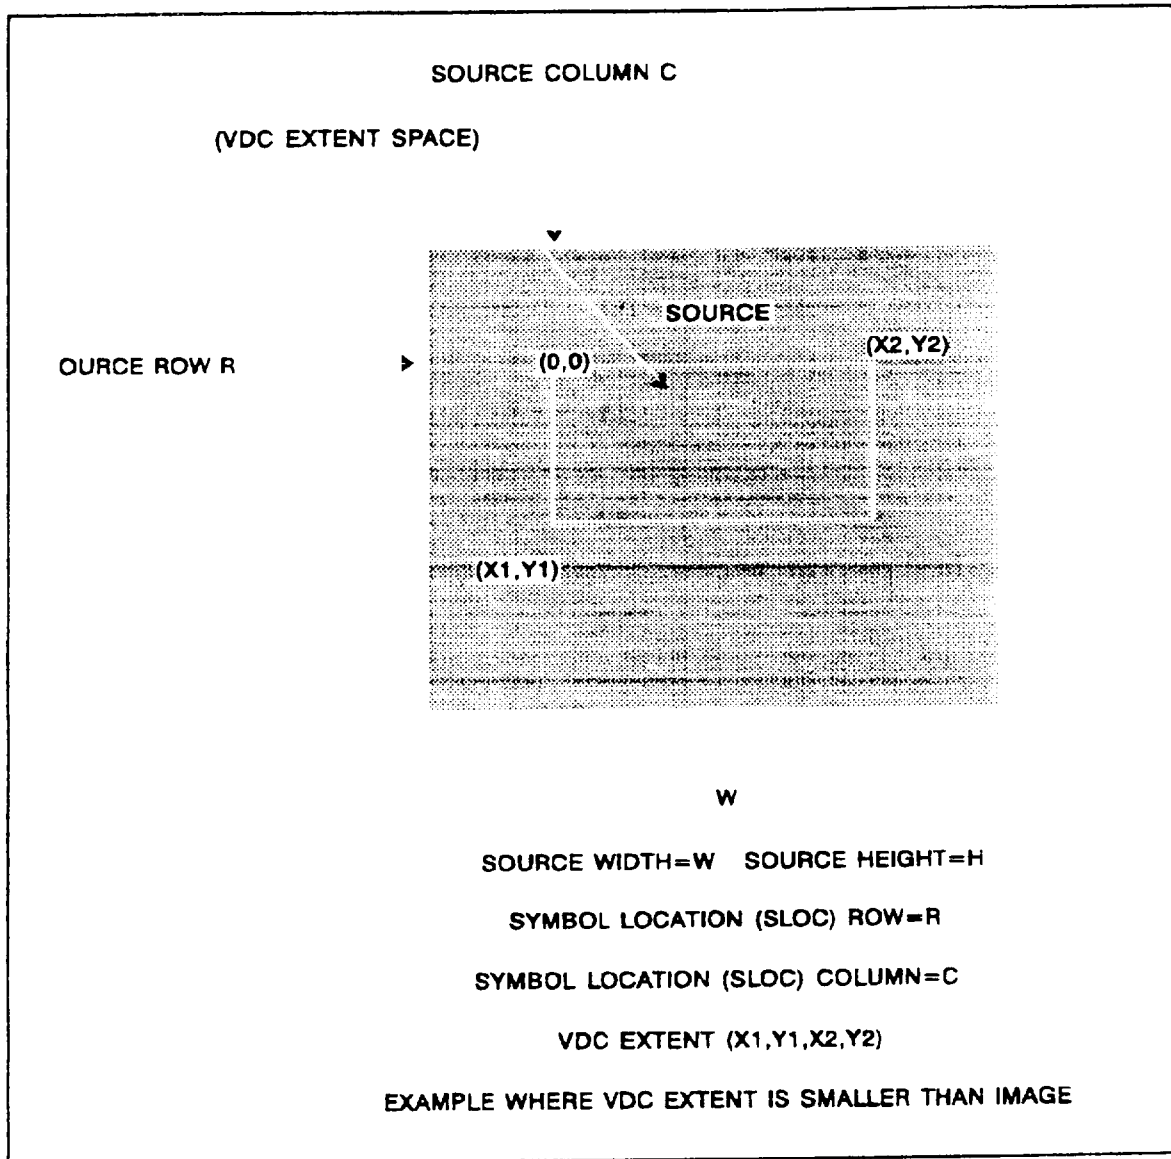 SOURCE COLUMN C
(VDC EXTENT SPACE)
SOURCE
(X2,Y2)
OURCE ROW R
(0,0)
(X1,Y1)
W
SOURCE WIDTH=W SOURCE HEIGHT=H
SYMBOL LOCATION (SLOC) ROW=R
SYMBOL LOCATION (SLOC) COLUMN=C
VDC EXTENT (X1,Y1,X2,Y2)
EXAMPLE WHERE VDC EXTENT IS SMALLER THAN IMAGE